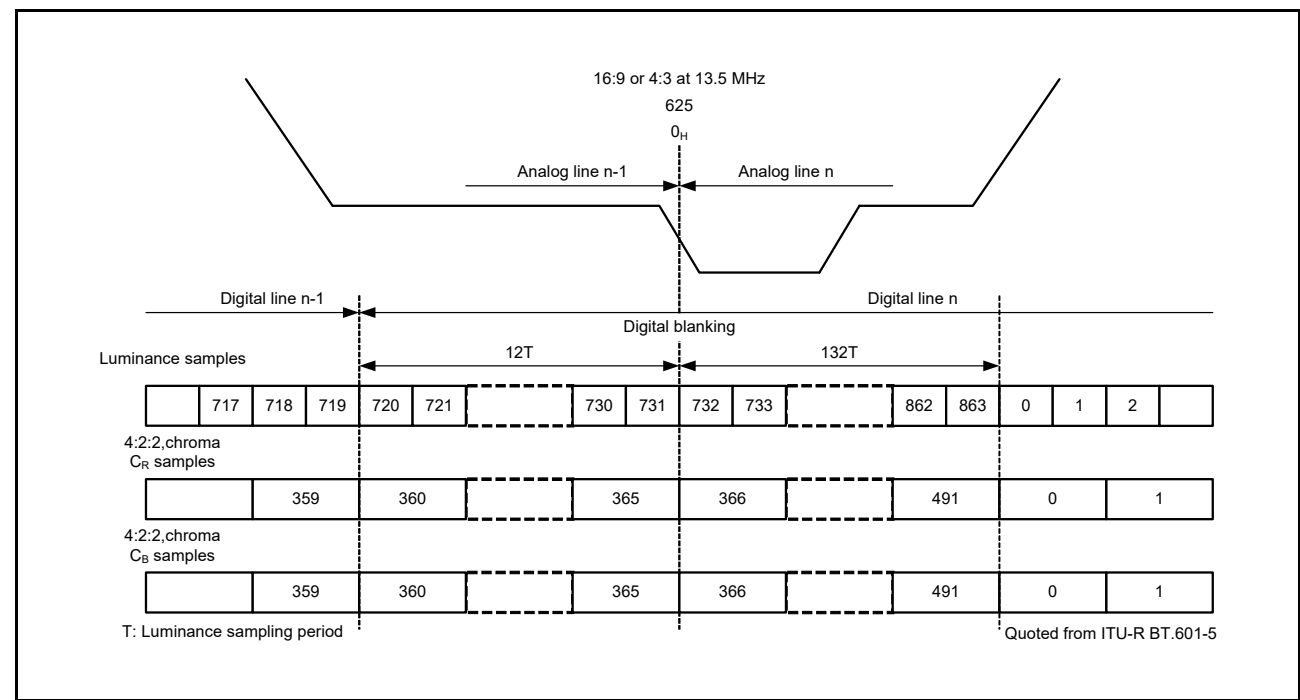 16:9 or 4:3 at 13.5 MHz
625
0H
Analog line n-1 Analog line n
Digital line n-1 Digital line n
Digital blanking
Luminance samples 12T 132T
717 718 719 720 721 730 731 732 733 862 863 0 1 2
4:2:2,chroma
CR samples
359 360 365 366 491 0 1
4:2:2,chroma
CB samples
359 360 365 366 491 0 1
T: Luminance sampling period Quoted from ITU-R BT.601-5